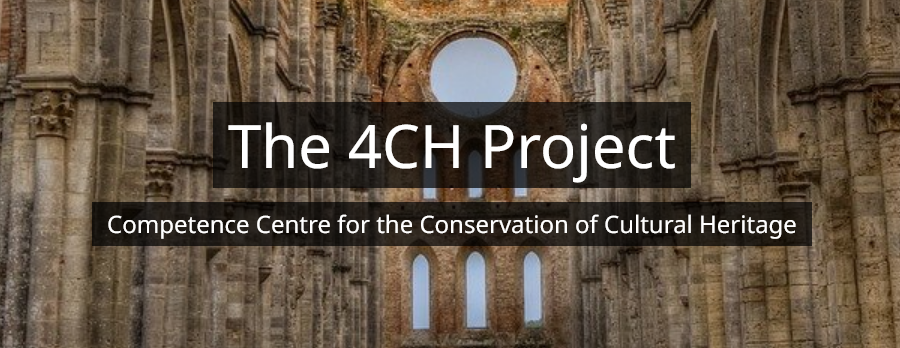 The 4CH Project
Competence Centre for the Conservation of Cultural Heritage